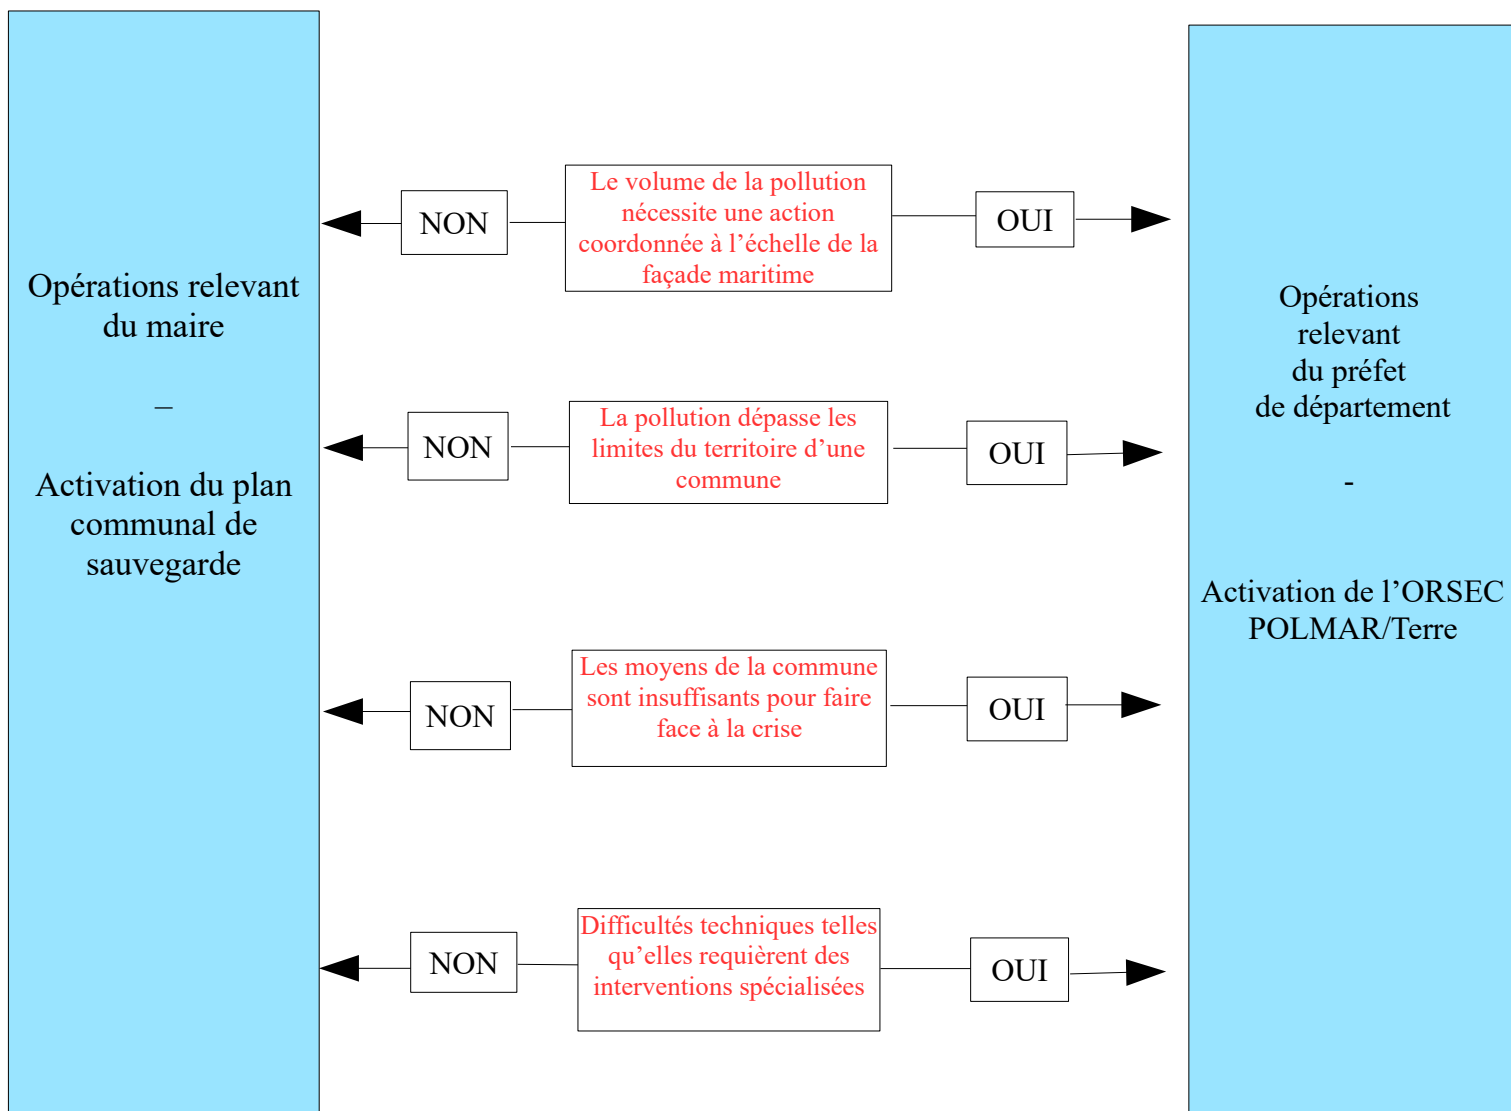 Opérations relevant
du maire
–
Activation du plan
communal de
sauvegarde
NON
Le volume de la pollution
nécessite une action
coordonnée à l’échelle de la
façade maritime
OUI
NON
La pollution dépasse les
limites du territoire d’une
commune
OUI
NON
Les moyens de la commune
sont insuffisants pour faire
face à la crise
OUI
NON
Difficultés techniques telles
qu’elles requièrent des
interventions spécialisées
OUI
Opérations
relevant
du préfet
de département
-
Activation de l’ORSEC
POLMAR/Terre